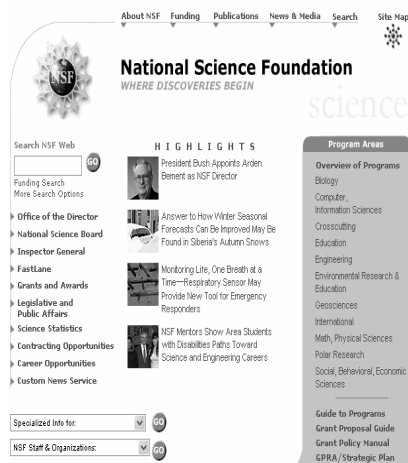 About NSF Funding Publications News & Media Search Site Map
NSF
National Science Foundation
WHERE DISCOVERIES BEGIN
science
Search NSF Web
GO
Funding Search
More Search Options
Office of the Director
National Science Board
Inspector General
FastLane
Grants and Awards
Legislative and
Public Affairs
Science Statistics
Contracting Opportunities
Career Opportunities
Custom News Service
Specialized Info for: GO
NSF Staff & Organizations: GO
HIGHLIGHTS
President Bush Appoints Arden
Bement as NSF Director
Answer to How Winter Seasonal
Forecasts Can Be Improved May Be
Found in Siberia's Autumn Snows
Monitoring Life, One Breath at a
Time—Respiratory Sensor May
Provide New Tool for Emergency
Responders
NSF Mentors Show Area Students
with Disabilities Paths Toward
Science and Engineering Careers
Program Areas
Overview of Programs
Biology
Computer,
Information Sciences
Crosscutting
Education
Engineering
Environmental Research &
Education
Geosciences
International
Math, Physical Sciences
Polar Research
Social, Behavioral, Economic
Sciences
Guide to Programs
Grant Proposal Guide
Grant Policy Manual
GPRA/Strategic Plan